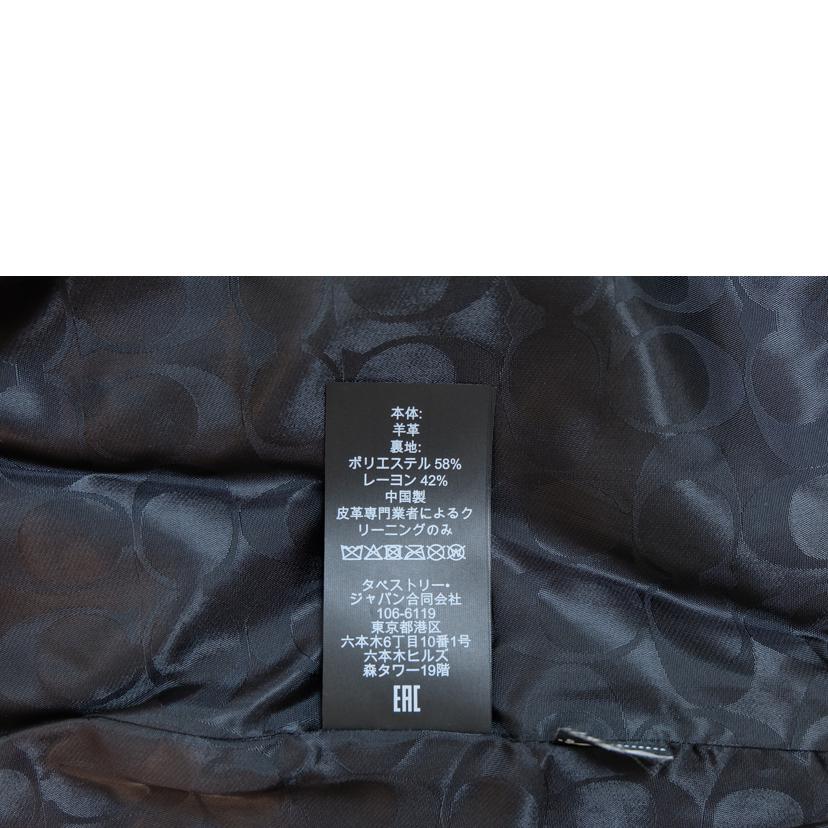 本体:
羊革
裏地:
ポリエステル 58%
レーヨン 42%
中国製
皮革専門業者によるク
リーニングのみ
タペストリー・
ジャパン合同会社
106-6119
東京都港区
六本木6丁目10番1号
六本木ヒルズ
森タワー19階
EAC